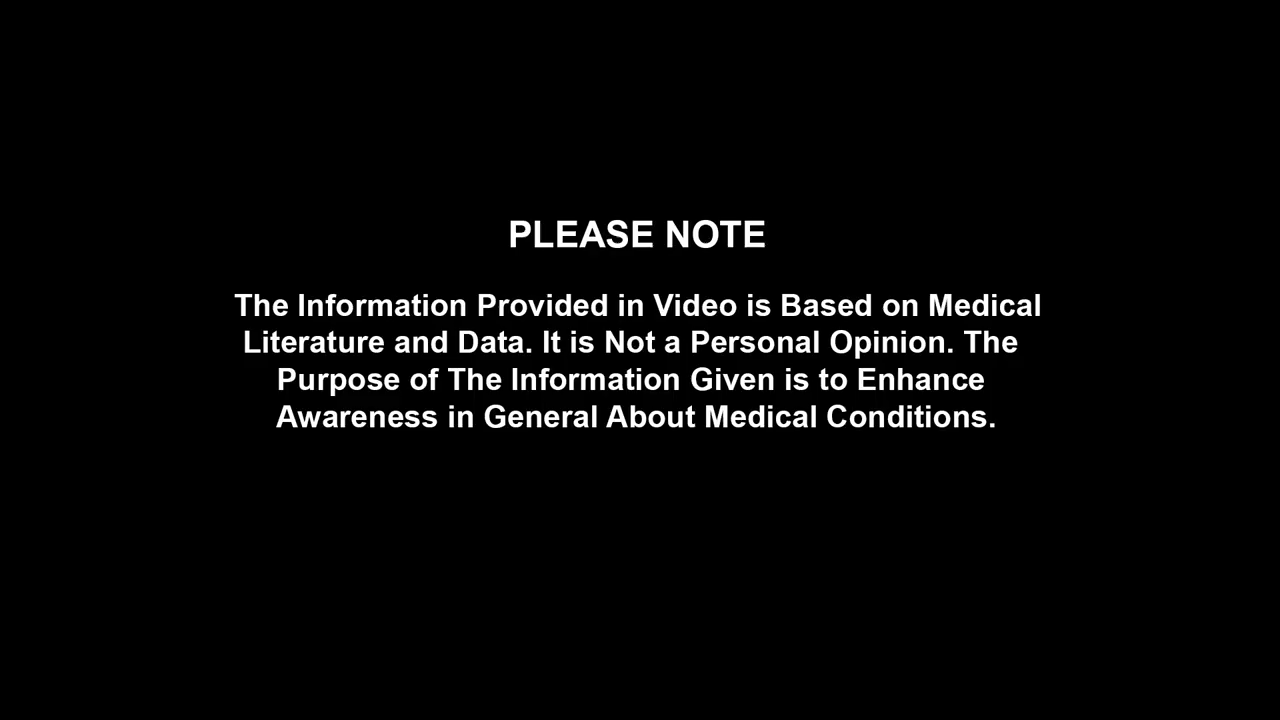 PLEASE NOTE
The Information Provided in Video is Based on Medical
Literature and Data. It is Not a Personal Opinion. The
Purpose of The Information Given is to Enhance
Awareness in General About Medical Conditions.